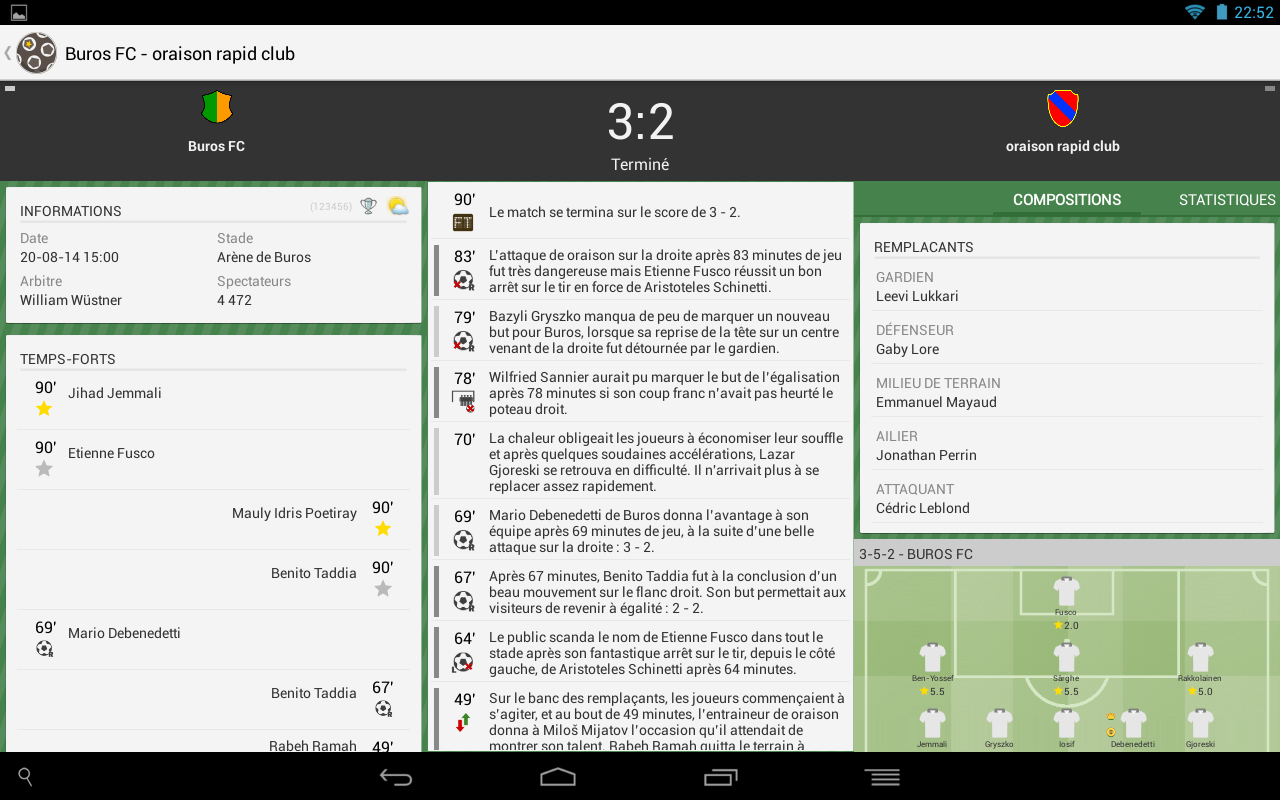 22:52
Buros FC - oraison rapid club
Buros FC
3:2
Terminé
oraison rapid club
INFORMATIONS
(123456)
Date
20-08-14 15:00
Stade
Arène de Buros
Arbitre
William Wüstner
Spectateurs
4 472
TEMPS-FORTS
90'
Jihad Jemmali
90'
Etienne Fusco
Mauly Idris Poetiray
90'
Benito Taddia
90'
69'
Mario Debenedetti
Benito Taddia
67'
Rabeh Ramah
49'
90'
FT
Le match se termina sur le score de 3 - 2.
83'
L'attaque de oraison sur la droite après 83 minutes de jeu
fut très dangereuse mais Etienne Fusco réussit un bon
arrêt sur le tir en force de Aristoteles Schinetti.
79'
Bazyli Gryszko manqua de peu de marquer un nouveau
but pour Buros, lorsque sa reprise de la tête sur un centre
venant de la droite fut détournée par le gardien.
78'
Wilfried Sannier aurait pu marquer le but de l'égalisation
après 78 minutes si son coup franc n'avait pas heurté le
poteau droit.
70'
La chaleur obligeait les joueurs à économiser leur souffle
et après quelques soudaines accélérations, Lazar
Gjoreski se retrouva en difficulté. Il n'arrivait plus à se
replacer assez rapidement.
69'
Mario Debenedetti de Buros donna l'avantage à son
équipe après 69 minutes de jeu, à la suite d'une belle
attaque sur la droite : 3 - 2.
67'
Après 67 minutes, Benito Taddia fut à la conclusion d'un
beau mouvement sur le flanc droit. Son but permettait aux
visiteurs de revenir à égalité : 2 - 2.
64'
Le public scanda le nom de Etienne Fusco dans tout le
stade après son fantastique arrêt sur le tir, depuis le côté
gauche, de Aristoteles Schinetti après 64 minutes.
49'
Sur le banc des remplaçants, les joueurs commençaient à
s'agiter, et au bout de 49 minutes, l'entraineur de oraison
donna à Miloš Mijatov l'occasion qu'il attendait de
montrer son talent. Rabeh Ramah quitta le terrain à
COMPOSITIONS
STATISTIQUES
REMPLACANTS
GARDIEN
Leevi Lukkari
DÉFENSEUR
Gaby Lore
MILIEU DE TERRAIN
Emmanuel Mayaud
AILIER
Jonathan Perrin
ATTAQUANT
Cédric Leblond
3-5-2 - BUROS FC
Fusco
2.0
Ben-Yossef
5.5
Sârghe
5.5
Rakkolainen
5.0
Jemmali
Gryszko
Iosif
Debenedetti
Gjoreski